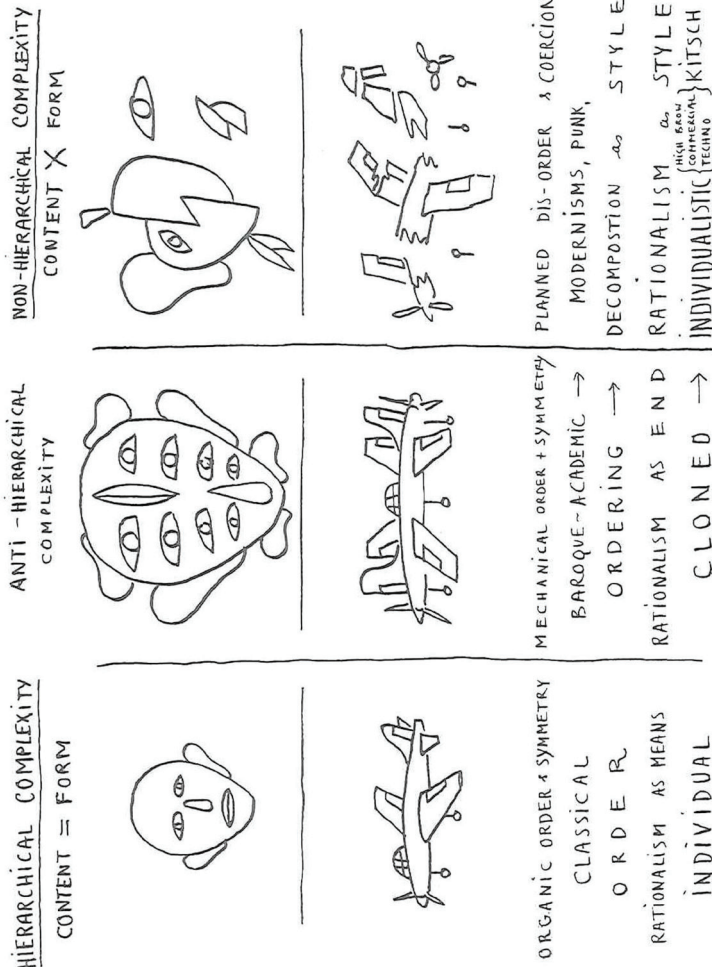 HIERARCHICAL COMPLEXITY
CONTENT = FORM
ORGANIC ORDER & SYMMETRY
CLASSICAL
ORDER
RATIONALISM AS MEANS
INDIVIDUAL
ANTI-HIERARCHICAL
COMPLEXITY
MECHANICAL ORDER + SYMMETRY
BAROQUE-ACADEMIC →
ORDERING →
RATIONALISM AS END
CLONED →
NON-HIERARCHICAL COMPLEXITY
CONTENT X FORM
PLANNED DIS-ORDER & COERCION
MODERNISMS, PUNK,
DECOMPOSTION as STYLE
RATIONALISM as STYLE
INDIVIDUALISTIC { HIGH BROW COMMERCIAL TECHNO } KITSCH